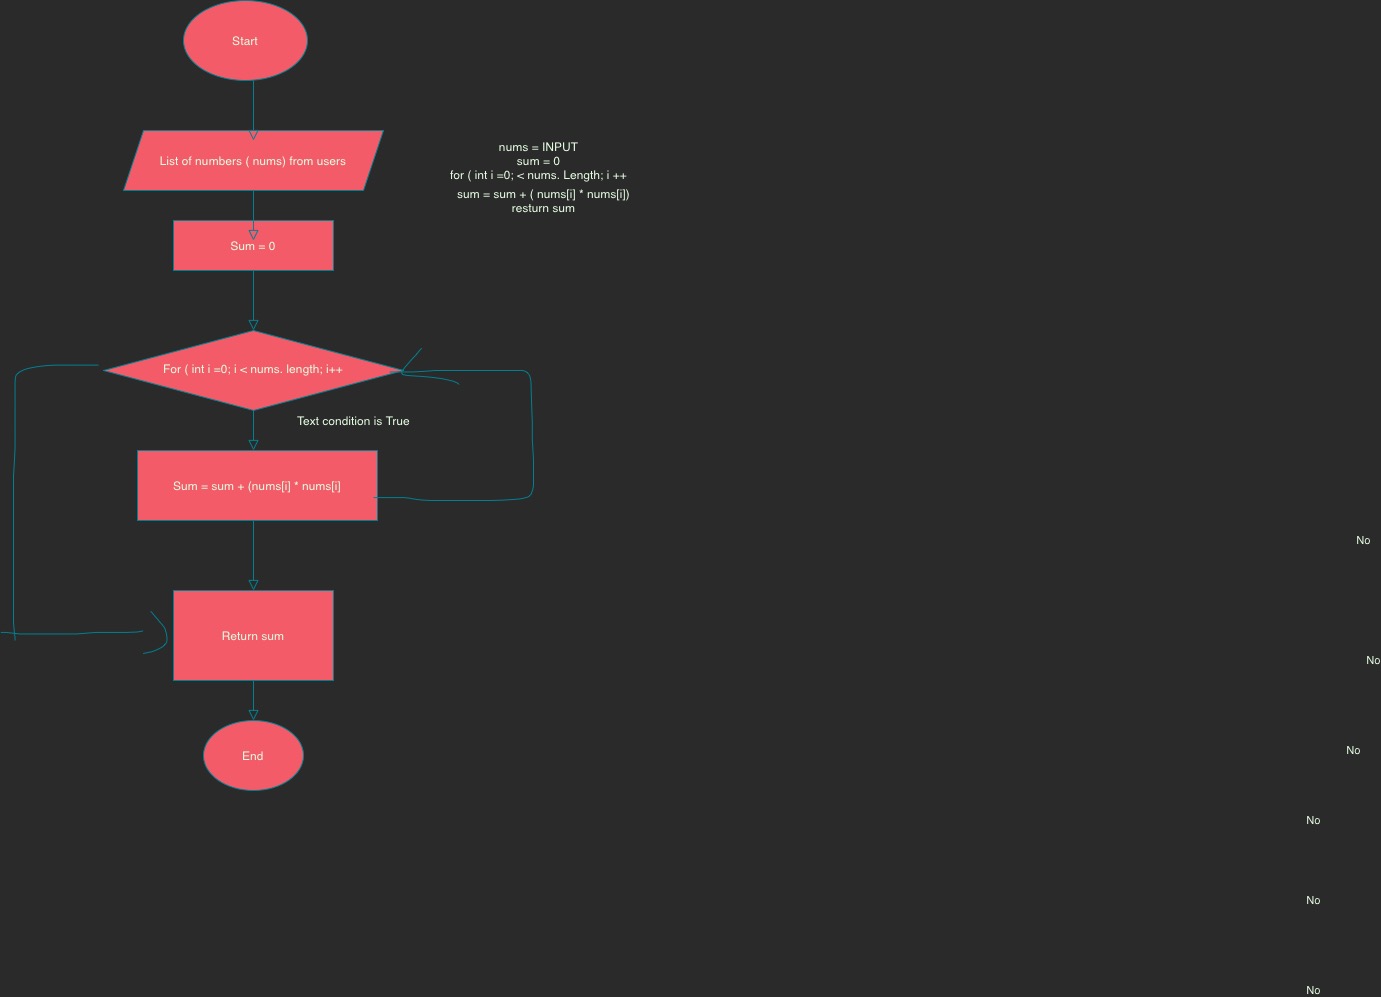 Start
List of numbers ( nums) from users
nums = INPUT
sum = 0
for ( int i =0; < nums. Length; i ++
sum = sum + ( nums[i] * nums[i])
resturn sum
Sum = 0
For ( int i =0; i < nums. length; i++
Text condition is True
Sum = sum + (nums[i] * nums[i]
Return sum
End
No
No
No
No
No
No